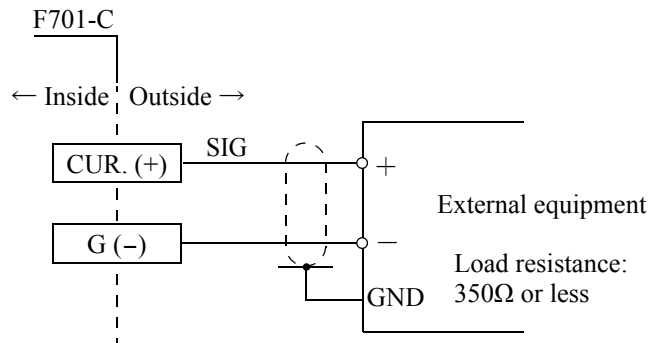 F701-C
← Inside Outside →
CUR. (+)
SIG
+
External equipment
G (−)
−
Load resistance:
350Ω or less
GND